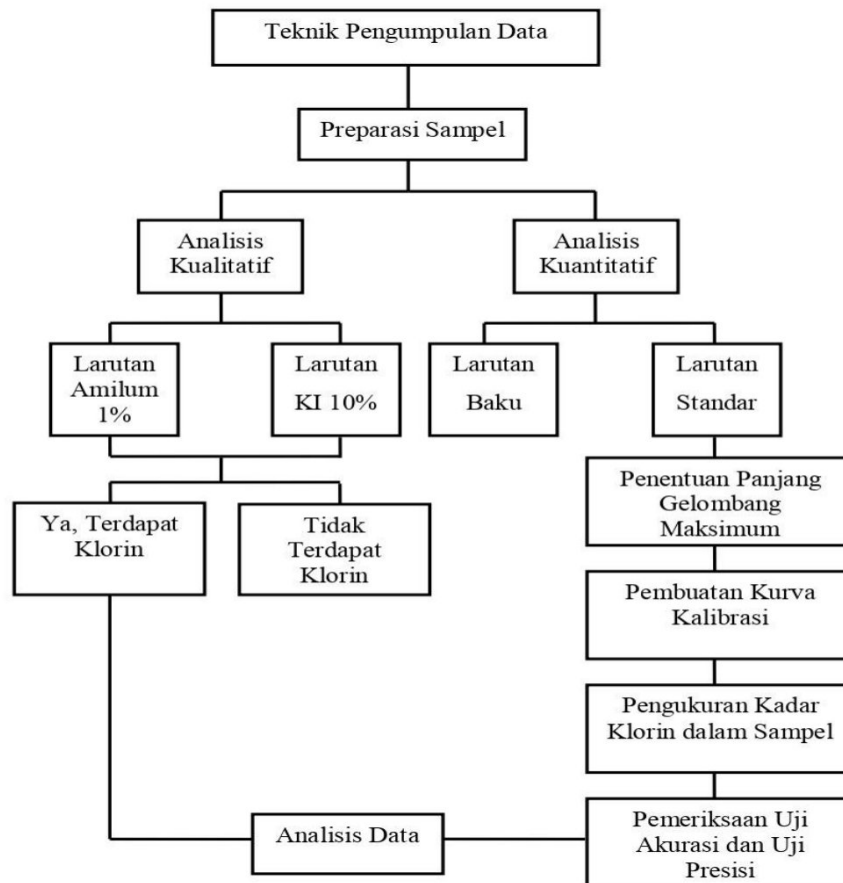 Teknik Pengumpulan Data
Preparasi Sampel
Analisis
Kualitatif
Analisis
Kuantitatif
Larutan
Amilum
1%
Larutan
KI 10%
Larutan
Baku
Larutan
Standar
Ya, Terdapat
Klorin
Tidak
Terdapat
Klorin
Penentuan Panjang
Gelombang
Maksimum
Pembuatan Kurva
Kalibrasi
Pengukuran Kadar
Klorin dalam Sampel
Pemeriksaan Uji
Akurasi dan Uji
Presisi
Analisis Data